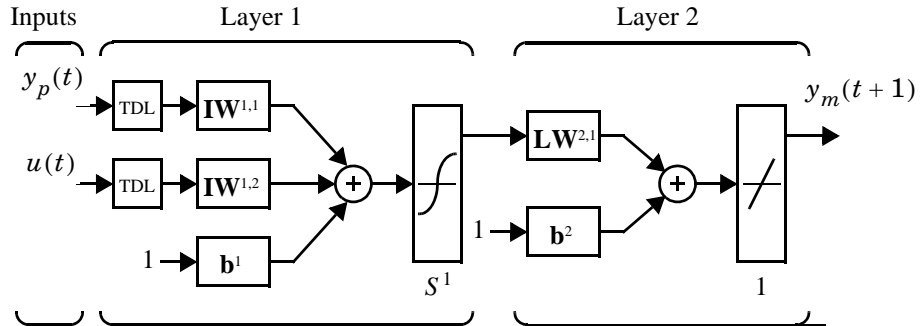 Inputs Layer 1 Layer 2
y_p(t) y_m(t+1)
TDL IW^{1,1}
LW^{2,1}
u(t)
TDL IW^{1,2} +
+
1 b^1
1 b^2
S^1 1